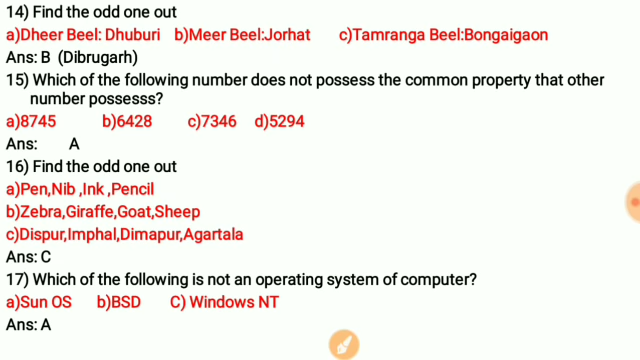 14) Find the odd one out
a)Dheer Beel: Dhuburi b)Meer Beel:Jorhat c)Tamranga Beel:Bongaigaon
Ans: B (Dibrugarh)
15) Which of the following number does not possess the common property that other
number possesss?
a)8745 b)6428 c)7346 d)5294
Ans: A
16) Find the odd one out
a)Pen,Nib ,Ink ,Pencil
b)Zebra,Giraffe,Goat,Sheep
c)Dispur,Imphal,Dimapur,Agartala
Ans: C
17) Which of the following is not an operating system of computer?
a)Sun OS b)BSD C) Windows NT
Ans: A